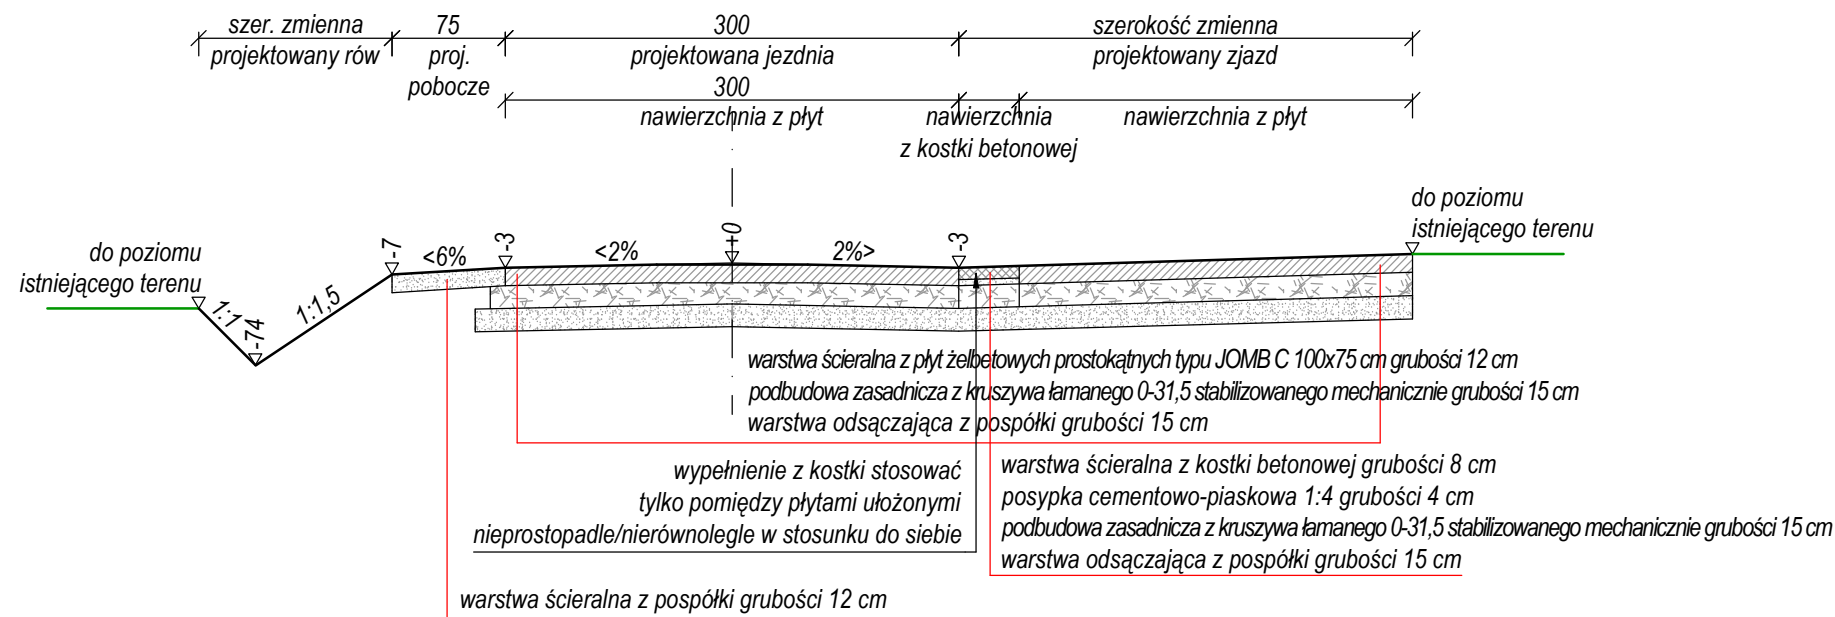 szer. zmienna
projektowany rów
75
proj.
pobocze
300
projektowana jezdnia
szerokość zmienna
projektowany zjazd
300
nawierzchnia z płyt
nawierzchnia
z kostki betonowej
nawierzchnia z płyt
do poziomu
istniejącego terenu
1:1
-74
1:1,5
-7
<6%
-3
<2%
+0
2%>
-3
do poziomu
istniejącego terenu
warstwa ścieralna z płyt żelbetowych prostokątnych typu JOMB C 100x75 cm grubości 12 cm
podbudowa zasadnicza z kruszywa łamanego 0-31,5 stabilizowanego mechanicznie grubości 15 cm
warstwa odsączająca z pospółki grubości 15 cm
wypełnienie z kostki stosować
tylko pomiędzy płytami ułożonymi
nieprostopadle/nierównolegle w stosunku do siebie
warstwa ścieralna z kostki betonowej grubości 8 cm
posypka cementowo-piaskowa 1:4 grubości 4 cm
podbudowa zasadnicza z kruszywa łamanego 0-31,5 stabilizowanego mechanicznie grubości 15 cm
warstwa odsączająca z pospółki grubości 15 cm
warstwa ścieralna z pospółki grubości 12 cm